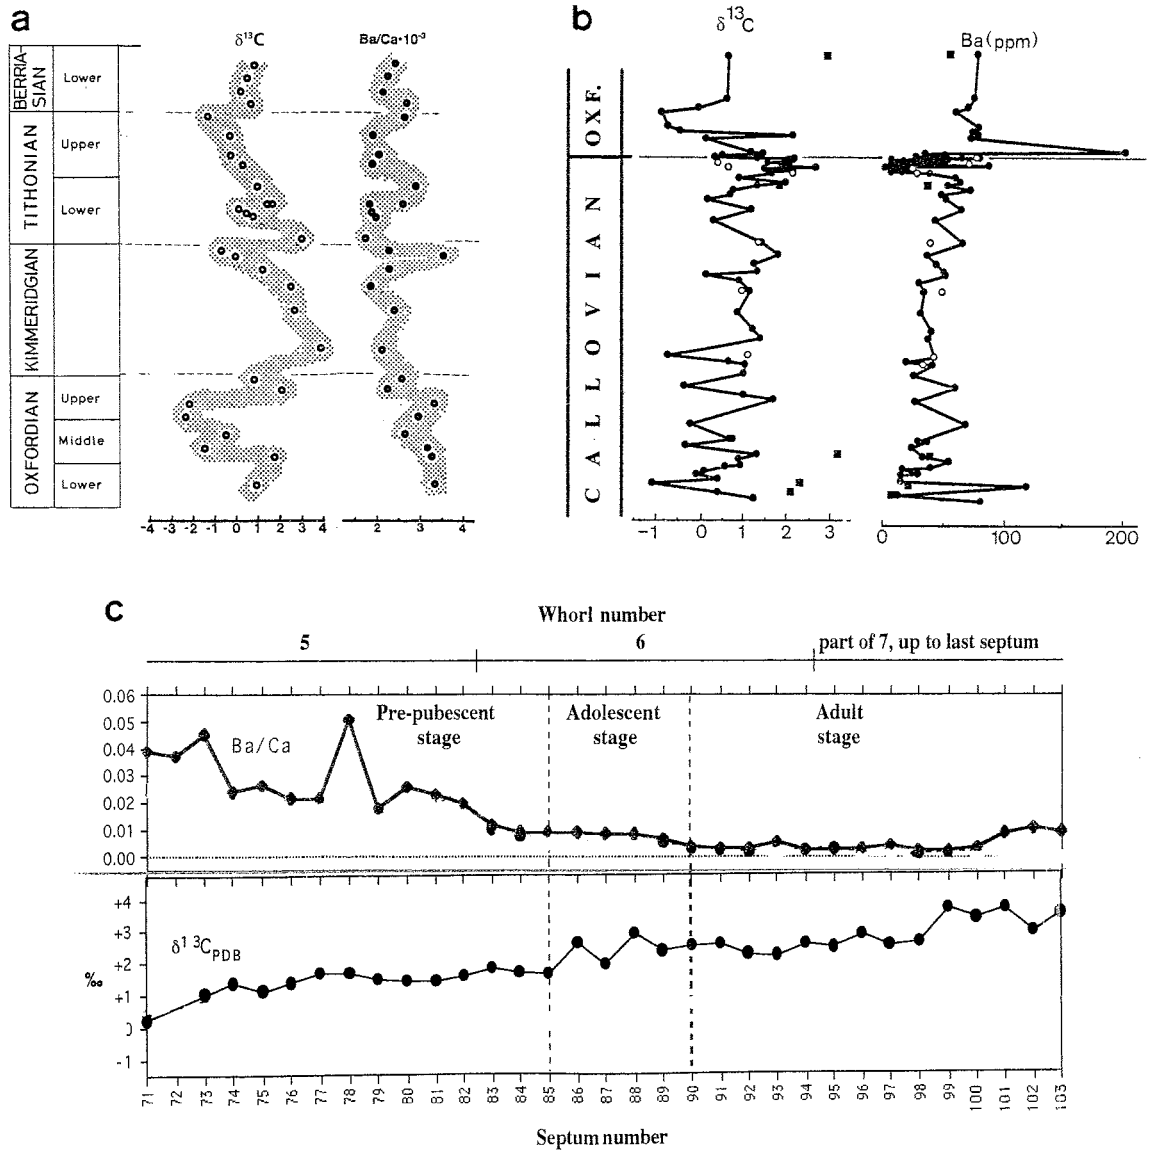 a
δ¹³C
Ba/Ca·10⁻³
BERRIA-
SIAN
Lower
TITHONIAN
Upper
Lower
KIMMERIDGIAN
OXFORDIAN
Upper
Middle
Lower
-4 -3 -2 -1 0 1 2 3 4
2 3 4
b
δ¹³C
Ba(ppm)
OXF.
CALLOVIAN
-1 0 1 2 3
0 100 200
c
Whorl number
5 6 part of 7, up to last septum
0.06
0.05
0.04
0.03
0.02
0.01
0.00
Ba/Ca
Pre-pubescent
stage
Adolescent
stage
Adult
stage
+4
+3
+2
+1
0
-1
‰
δ¹³C PDB
71 72 73 74 75 76 77 78 79 80 81 82 83 84 85 86 87 88 89 90 91 92 93 94 95 96 97 98 99 100 101 102 103
Septum number